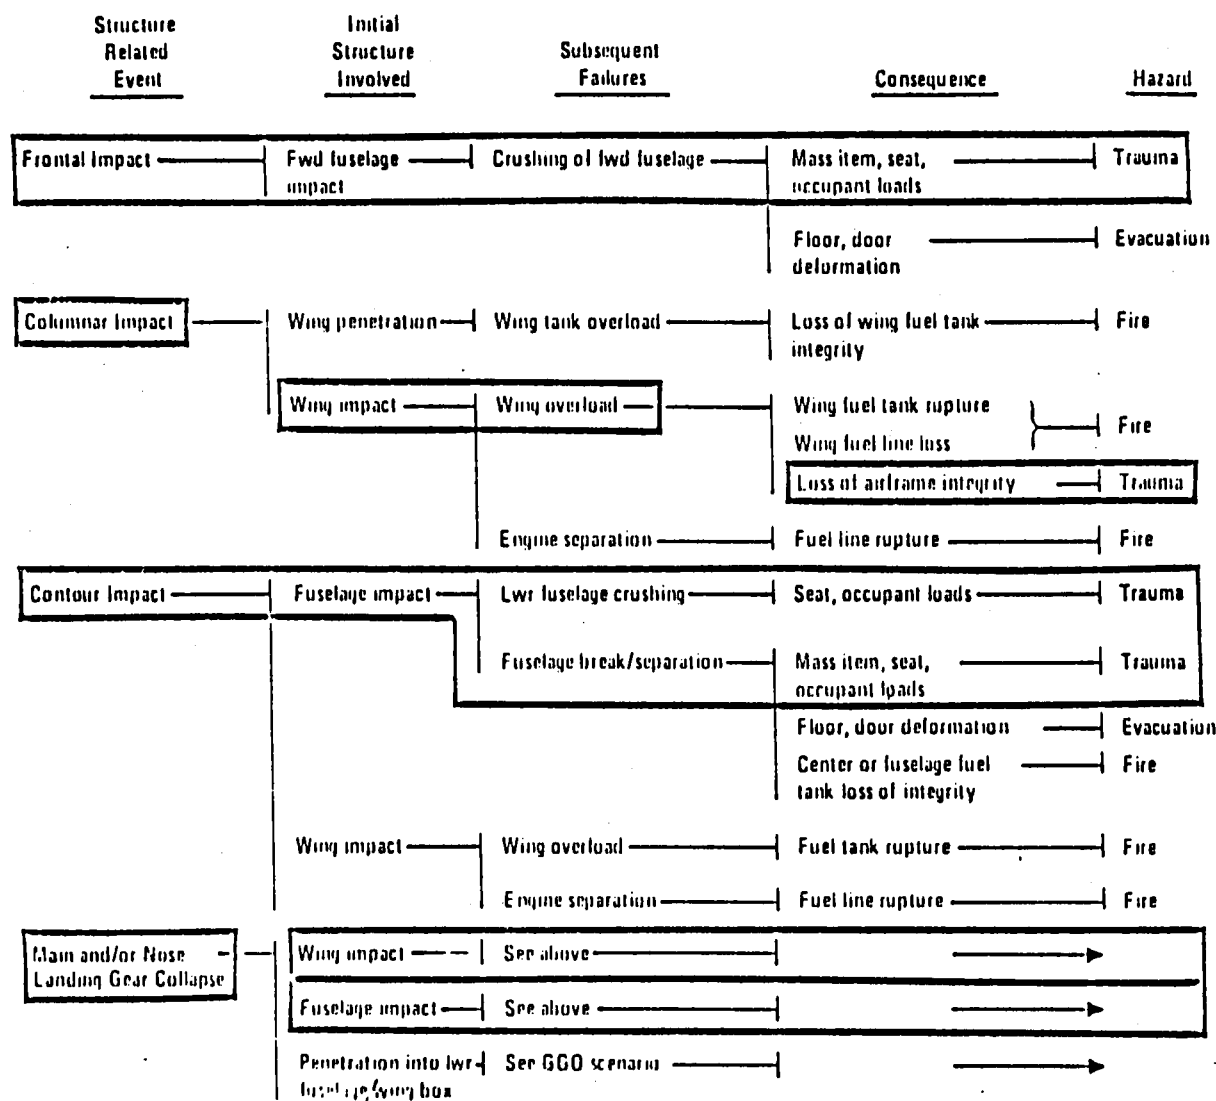 Structure
Related
Event
Initial
Structure
Involved
Subsequent
Failures
Consequence
Hazard
Frontal Impact
Fwd fuselage
impact
Crushing of fwd fuselage
Mass item, seat,
occupant loads
Trauma
Floor, door
deformation
Evacuation
Columnar Impact
Wing penetration
Wing tank overload
Loss of wing fuel tank
integrity
Fire
Wing impact
Wing overload
Wing fuel tank rupture
Wing fuel line loss
Fire
Loss of airframe integrity
Trauma
Engine separation
Fuel line rupture
Fire
Contour Impact
Fuselage impact
Lwr fuselage crushing
Seat, occupant loads
Trauma
Fuselage break/separation
Mass item, seat,
occupant loads
Trauma
Floor, door deformation
Evacuation
Center or fuselage fuel
tank loss of integrity
Fire
Wing impact
Wing overload
Fuel tank rupture
Fire
Engine separation
Fuel line rupture
Fire
Main and/or Nose
Landing Gear Collapse
Wing impact
See above
Fuselage impact
See above
Penetration into lwr
fuselage/wing box
See GGO scenario